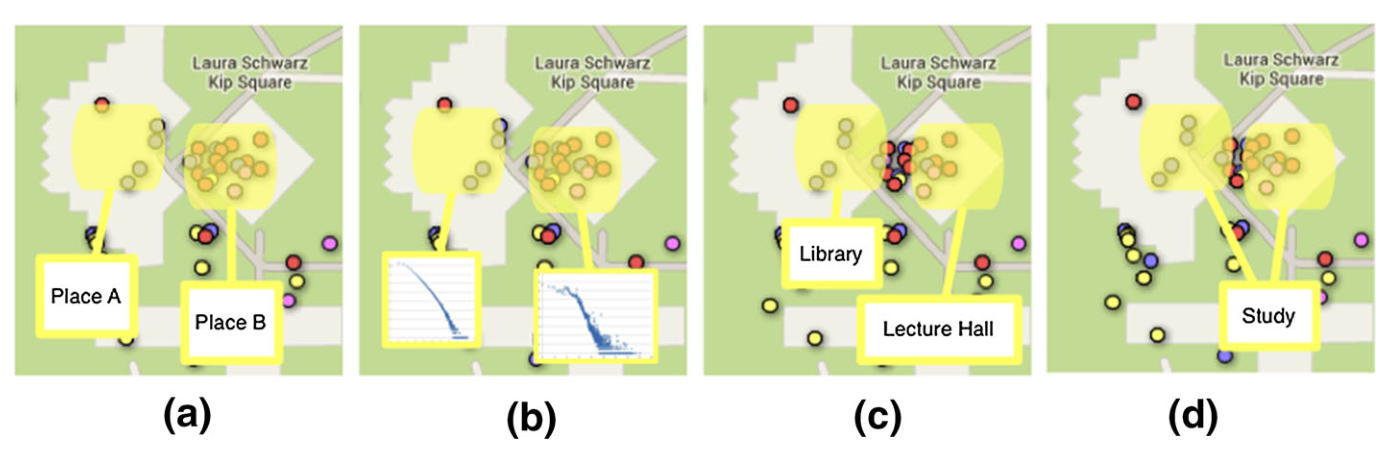 Laura Schwarz
Kip Square
Place A
Place B
(a)
Laura Schwarz
Kip Square
(b)
Laura Schwarz
Kip Square
Library
Lecture Hall
(c)
Laura Schwarz
Kip Square
Study
(d)